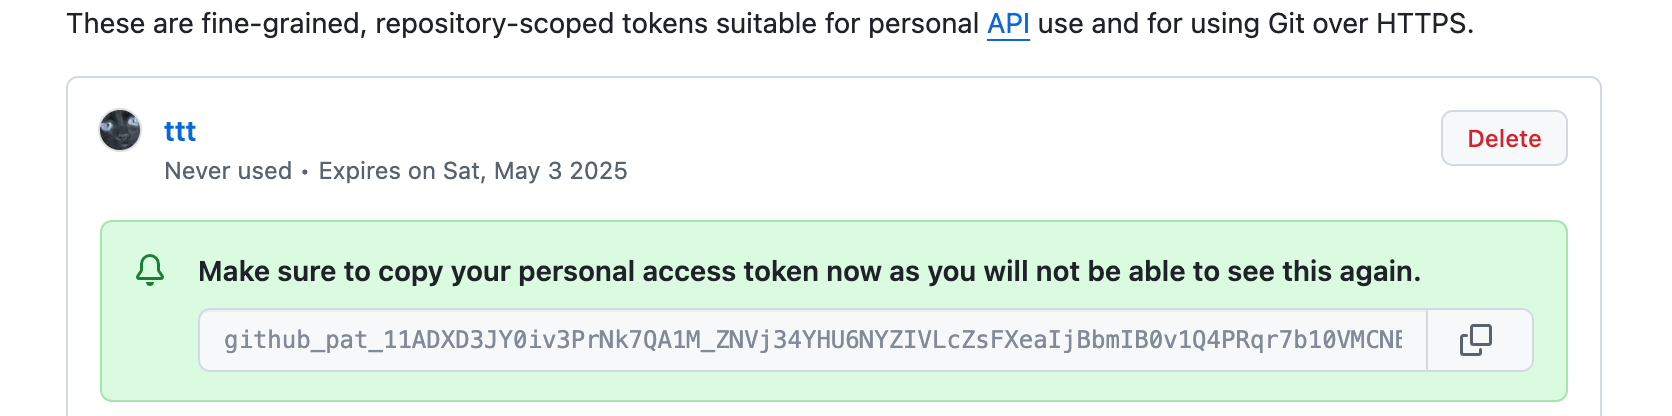 These are fine-grained, repository-scoped tokens suitable for personal API use and for using Git over HTTPS.
ttt
Delete
Never used • Expires on Sat, May 3 2025
Make sure to copy your personal access token now as you will not be able to see this again.
github_pat_11ADXD3JY0iv3PrNk7QA1M_ZNVj34YHU6NYZIVLcZsFXeaIjBbmIB0v1Q4PRqr7b10VMCNE